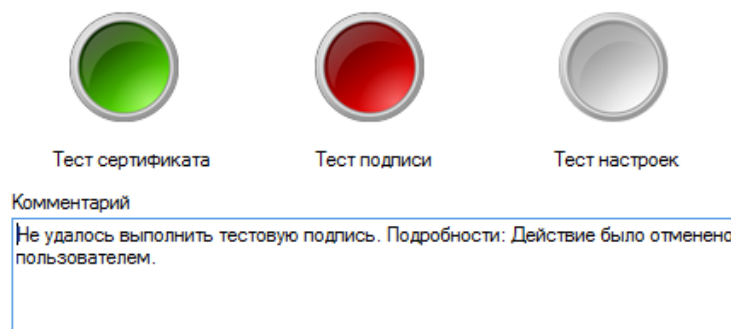 Тест сертификата Тест подписи Тест настроек
Комментарий
Не удалось выполнить тестовую подпись. Подробности: Действие было отменено
пользователем.